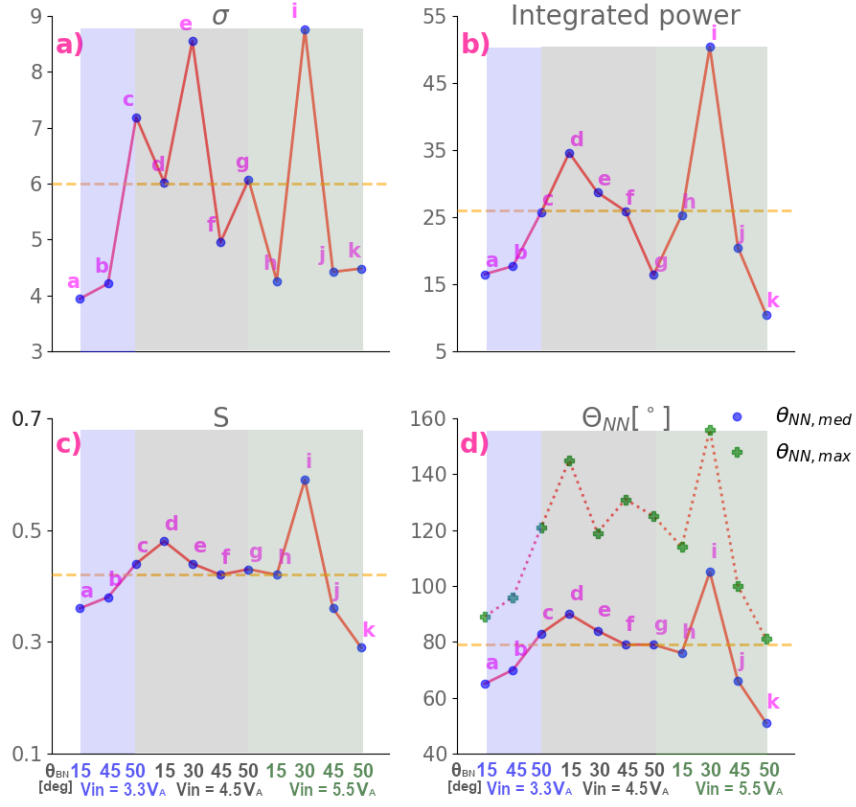 σ
a)
9
8
7
6
5
4
3
a
b
c
d
e
f
g
h
i
j
k
Integrated power
b)
55
45
35
25
15
5
a
b
c
d
e
f
g
h
i
j
k
S
c)
0.7
0.5
0.3
0.1
a
b
c
d
e
f
g
h
i
j
k
θBN 15 45 50 15 30 45 50 15 30 45 50
[deg] Vin = 3.3VA Vin = 4.5VA Vin = 5.5VA
ΘNN[°]
d)
θNN, med
θNN, max
160
140
120
100
80
60
40
a
b
c
d
e
f
g
h
i
j
k
θBN 15 45 50 15 30 45 50 15 30 45 50
[deg] Vin = 3.3VA Vin = 4.5VA Vin = 5.5VA